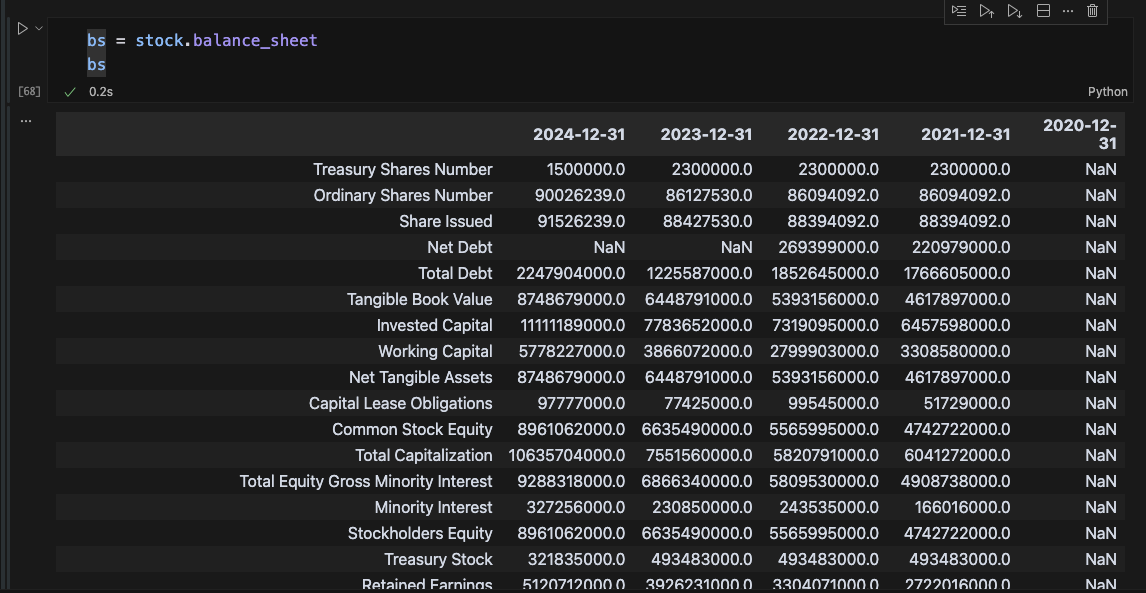 bs = stock.balance_sheet
bs
[68] 0.2s Python
...
2024-12-31 2023-12-31 2022-12-31 2021-12-31 2020-12-31
Treasury Shares Number 1500000.0 2300000.0 2300000.0 2300000.0 NaN
Ordinary Shares Number 90026239.0 86127530.0 86094092.0 86094092.0 NaN
Share Issued 91526239.0 88427530.0 88394092.0 88394092.0 NaN
Net Debt NaN NaN 269399000.0 220979000.0 NaN
Total Debt 2247904000.0 1225587000.0 1852645000.0 1766605000.0 NaN
Tangible Book Value 8748679000.0 6448791000.0 5393156000.0 4617897000.0 NaN
Invested Capital 11111189000.0 7783652000.0 7319095000.0 6457598000.0 NaN
Working Capital 5778227000.0 3866072000.0 2799903000.0 3308580000.0 NaN
Net Tangible Assets 8748679000.0 6448791000.0 5393156000.0 4617897000.0 NaN
Capital Lease Obligations 97777000.0 77425000.0 99545000.0 51729000.0 NaN
Common Stock Equity 8961062000.0 6635490000.0 5565995000.0 4742722000.0 NaN
Total Capitalization 10635704000.0 7551560000.0 5820791000.0 6041272000.0 NaN
Total Equity Gross Minority Interest 9288318000.0 6866340000.0 5809530000.0 4908738000.0 NaN
Minority Interest 327256000.0 230850000.0 243535000.0 166016000.0 NaN
Stockholders Equity 8961062000.0 6635490000.0 5565995000.0 4742722000.0 NaN
Treasury Stock 321835000.0 493483000.0 493483000.0 493483000.0 NaN
Retained Earnings 5120712000.0 3926231000.0 3304071000.0 2722016000.0 NaN